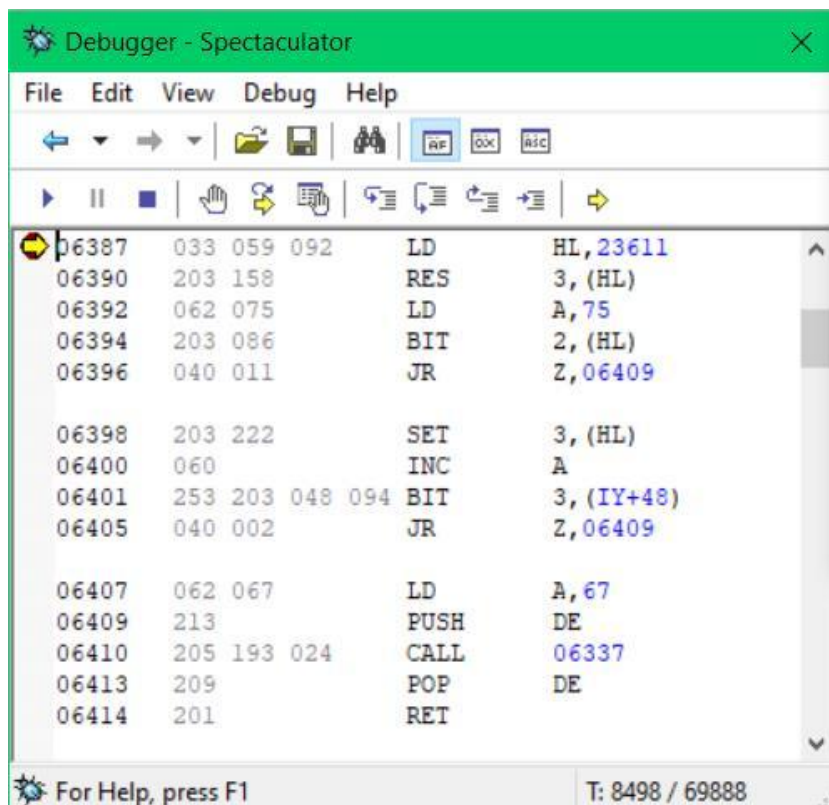 Debugger - Spectaculator
File Edit View Debug Help
AF 0X ASC
06387 033 059 092 LD HL,23611
06390 203 158 RES 3,(HL)
06392 062 075 LD A,75
06394 203 086 BIT 2,(HL)
06396 040 011 JR Z,06409
06398 203 222 SET 3,(HL)
06400 060 INC A
06401 253 203 048 094 BIT 3,(IY+48)
06405 040 002 JR Z,06409
06407 062 067 LD A,67
06409 213 PUSH DE
06410 205 193 024 CALL 06337
06413 209 POP DE
06414 201 RET
For Help, press F1 T: 8498 / 69888